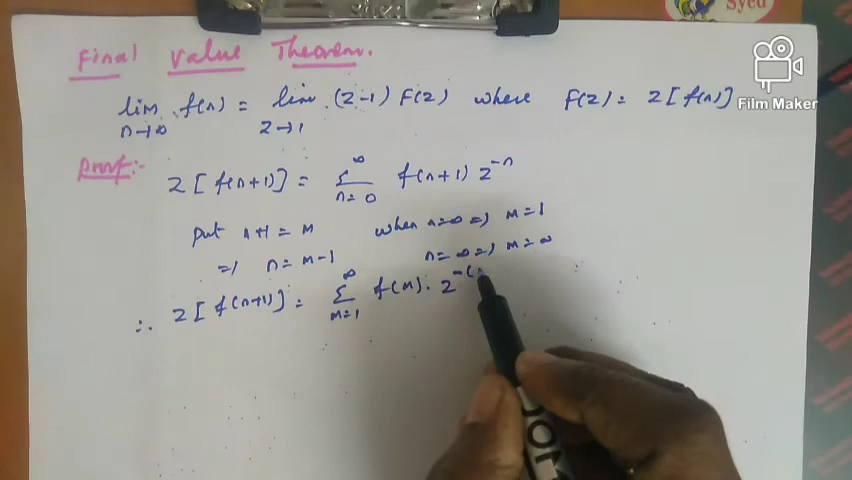 Final Value Theorem.
lim n→∞ f(n) = lim z→1 (z-1) F(z) where F(z) = Z[f(n)]
Proof:-
Z[f(n+1)] = ∞ Σ n=0 f(n+1) z^-n
put n+1 = m when n=0 => m=1
=> n = m-1 n=∞ => m=∞
∴ Z[f(n+1)] = ∞ Σ m=1 f(m). z^-(
Syed
Film Maker